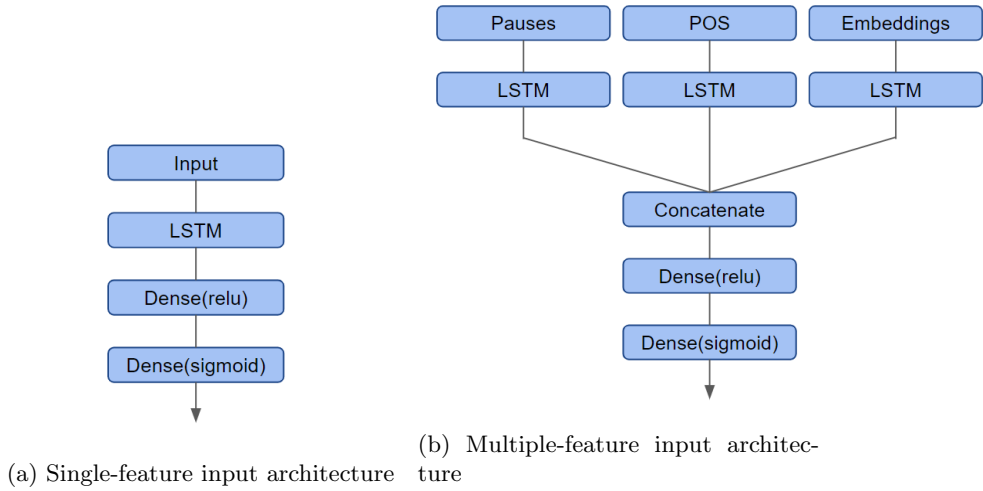 Input
LSTM
Dense(relu)
Dense(sigmoid)
(a) Single-feature input architecture
Pauses
POS
Embeddings
LSTM
LSTM
LSTM
Concatenate
Dense(relu)
Dense(sigmoid)
(b) Multiple-feature input architec-
ture